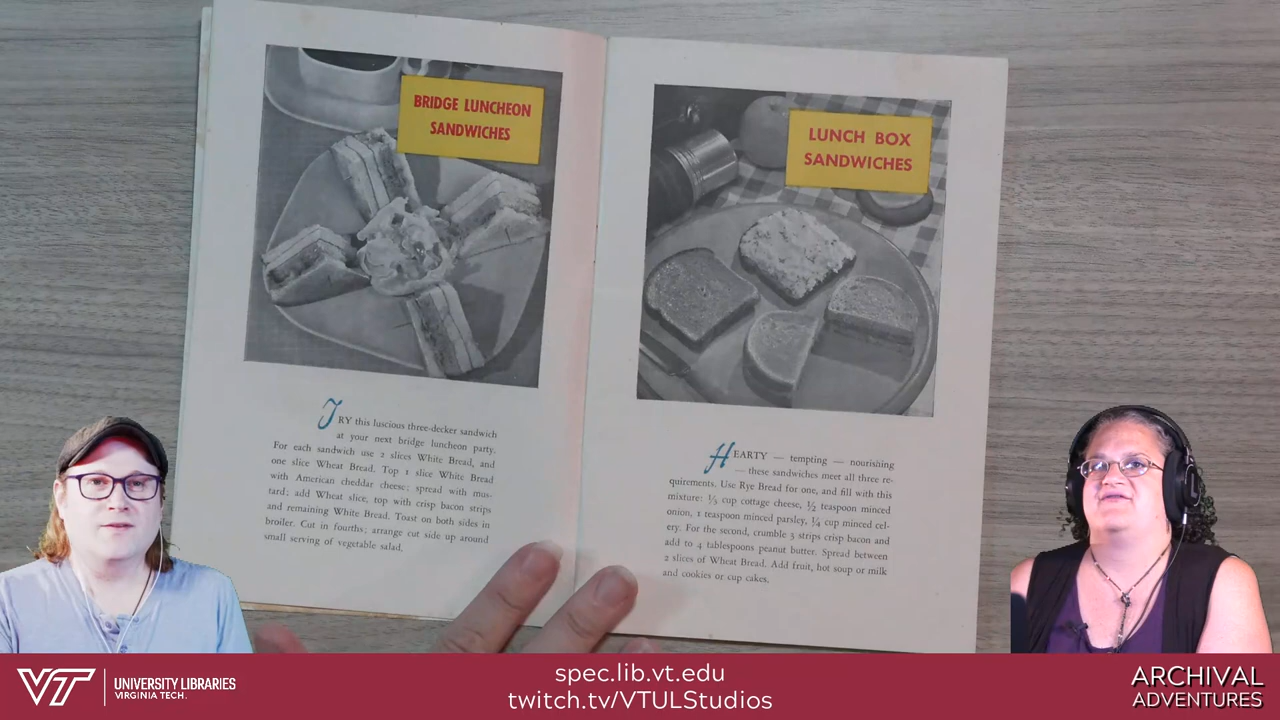 BRIDGE LUNCHEON
SANDWICHES
TRY this luscious three-decker sandwich
at your next bridge luncheon party.
For each sandwich use 2 slices White Bread, and
one slice Wheat Bread. Top 1 slice White Bread
with American cheddar cheese; spread with mus-
tard; add Wheat slice; top with crisp bacon strips
and remaining White Bread. Toast on both sides in
broiler. Cut in fourths; arrange cut side up around
small serving of vegetable salad.
LUNCH BOX
SANDWICHES
HEARTY — tempting — nourishing
— these sandwiches meet all three re-
quirements. Use Rye Bread for one, and fill with this
mixture: ⅓ cup cottage cheese, ½ teaspoon minced
onion, 1 teaspoon minced parsley, ¼ cup minced cel-
ery. For the second, crumble 3 strips crisp bacon and
add to 4 tablespoons peanut butter. Spread between
2 slices of Wheat Bread. Add fruit, hot soup or milk
and cookies or cup cakes.
VT UNIVERSITY LIBRARIES
VIRGINIA TECH.
spec.lib.vt.edu
twitch.tv/VTULStudios
ARCHIVAL
ADVENTURES